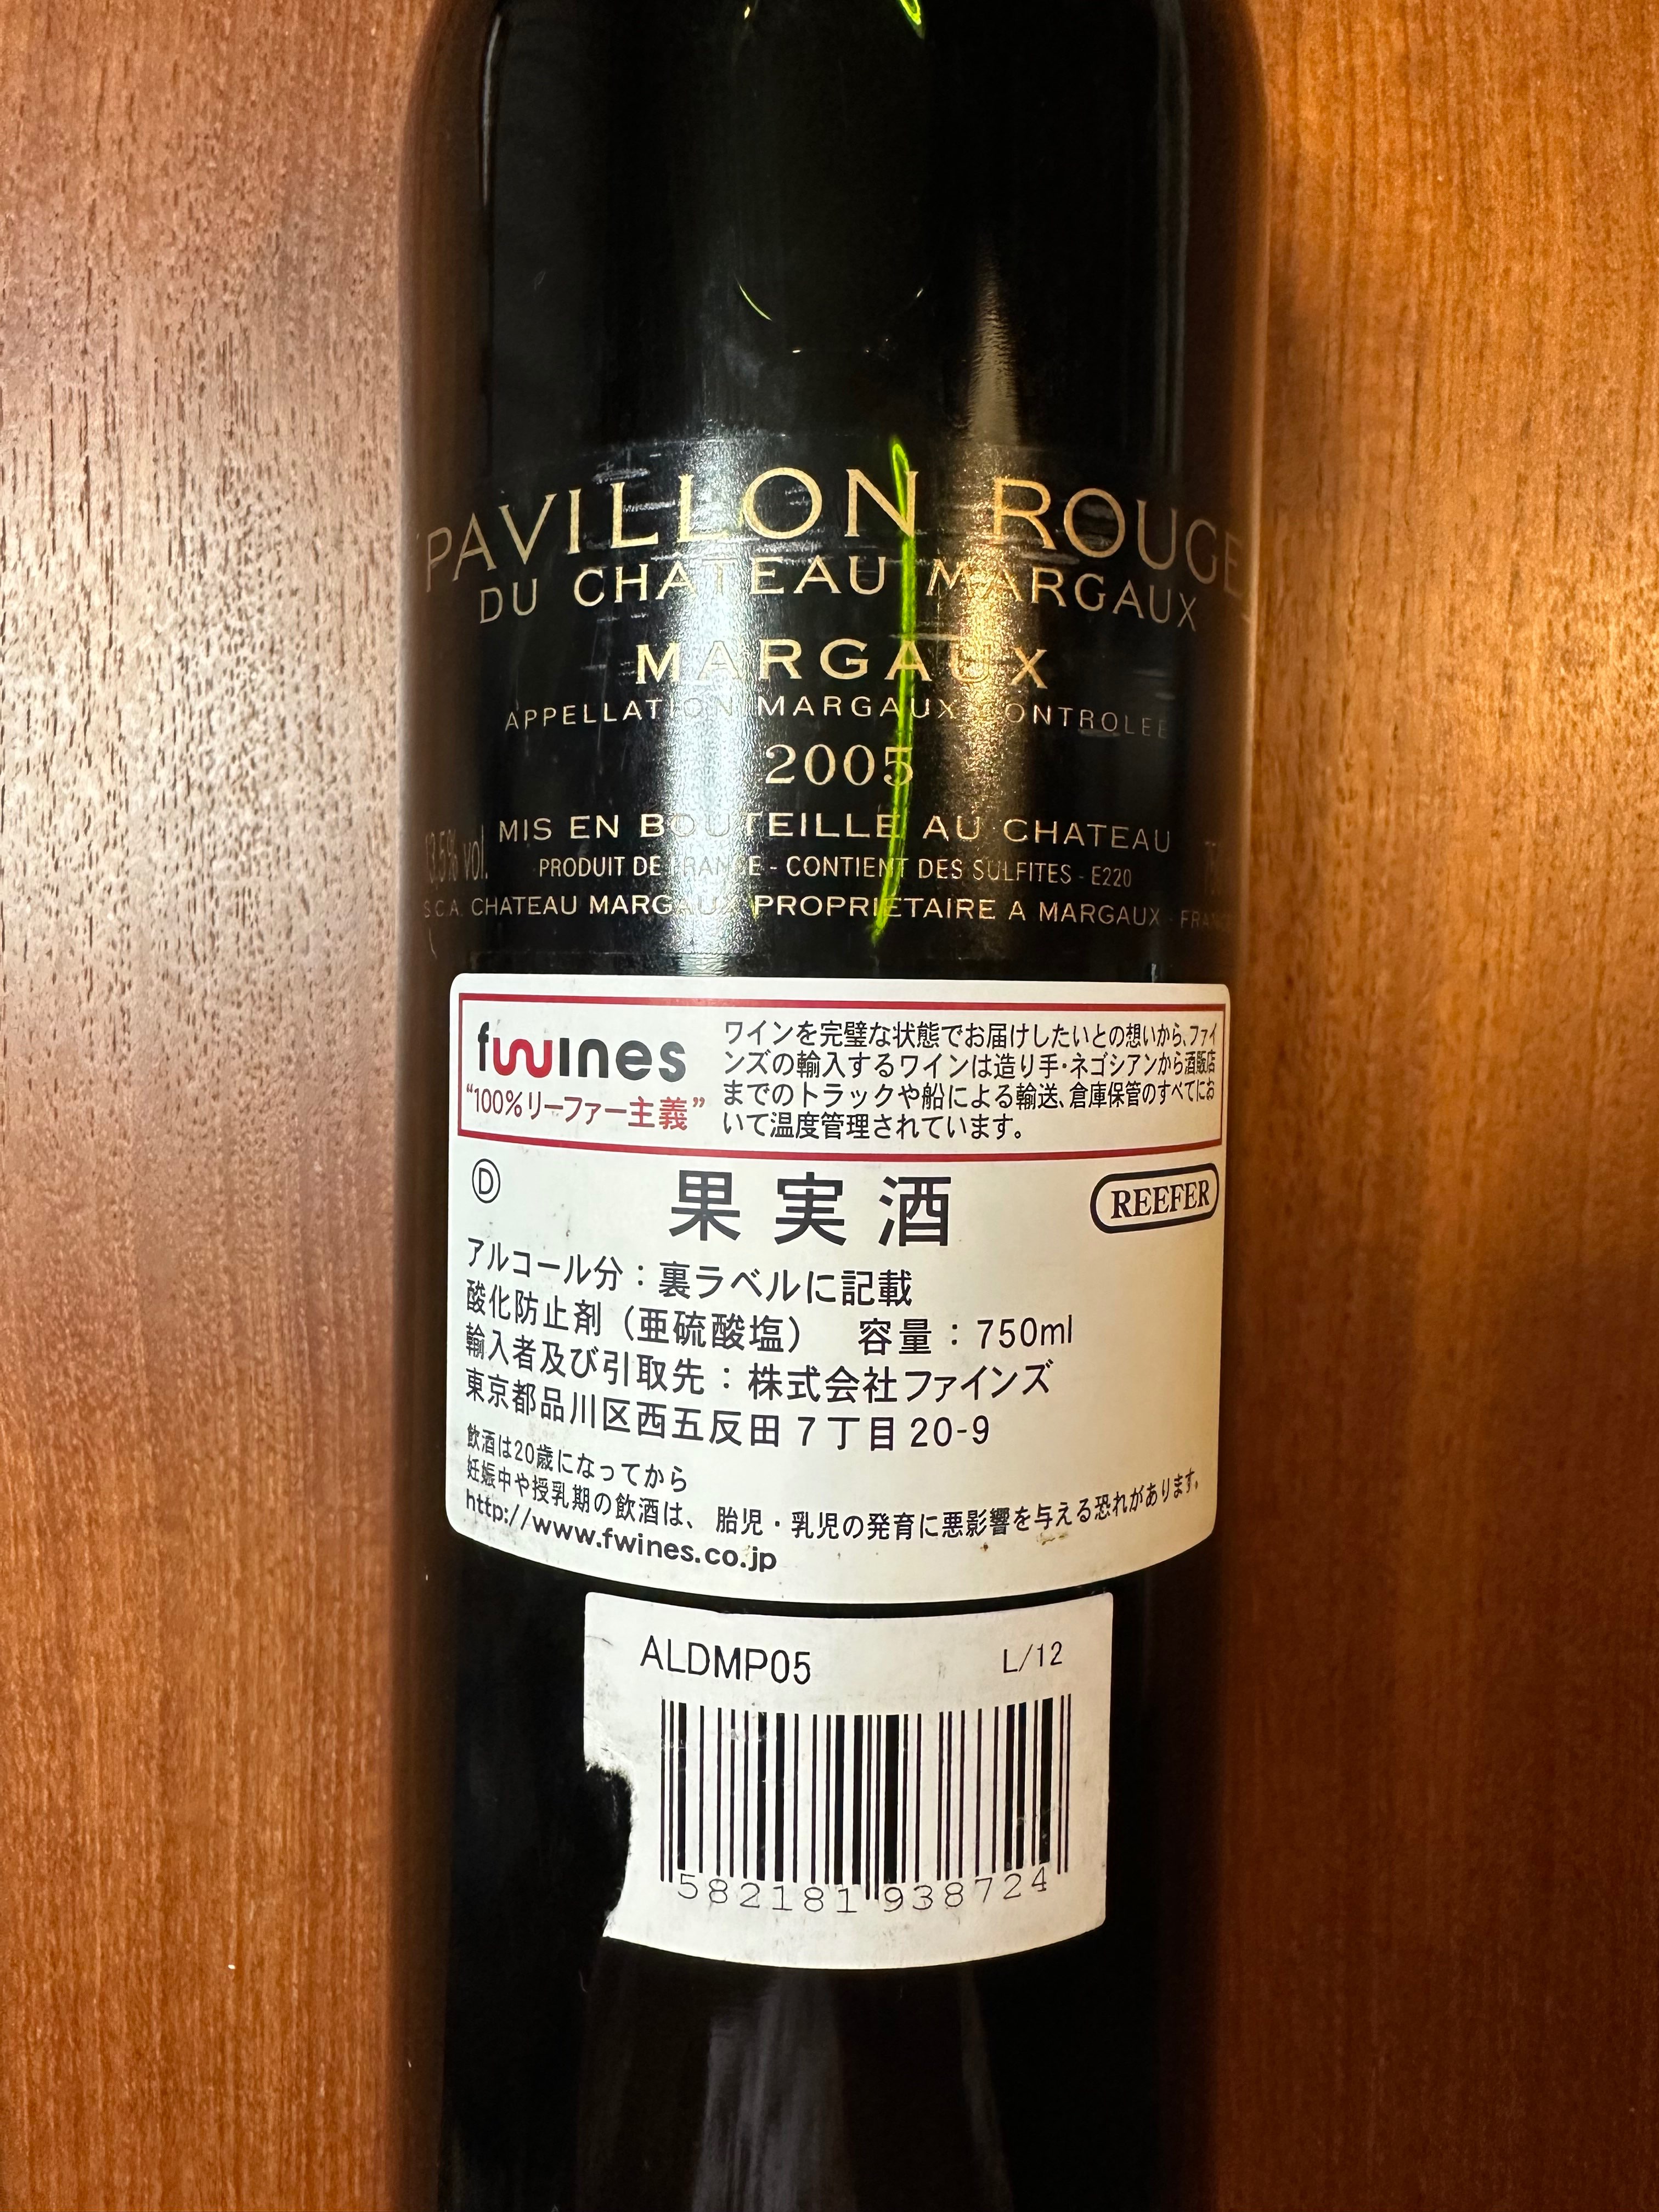 PAVILLON ROUGE
DU CHATEAU MARGAUX
MARGAUX
APPELLATION MARGAUX CONTROLEE
2005
13,5% vol.
MIS EN BOUTEILLE AU CHATEAU
PRODUIT DE FRANCE - CONTIENT DES SULFITES - E220
S.C.A. CHATEAU MARGAUX PROPRIETAIRE A MARGAUX - FRANCE
fwines
“100%リーファー主義”
ワインを完璧な状態でお届けしたいとの想いから、ファイ
ンズの輸入するワインは造り手・ネゴシアンから酒販店
までのトラックや船による輸送、倉庫保管のすべてにお
いて温度管理されています。
Ⓓ
果実酒
REEFER
アルコール分：裏ラベルに記載
酸化防止剤（亜硫酸塩） 容量：750ml
輸入者及び引取先：株式会社ファインズ
東京都品川区西五反田7丁目20-9
飲酒は20歳になってから
妊娠中や授乳期の飲酒は、胎児・乳児の発育に悪影響を与える恐れがあります。
http://www.fwines.co.jp
ALDMP05 L/12
582181 938724